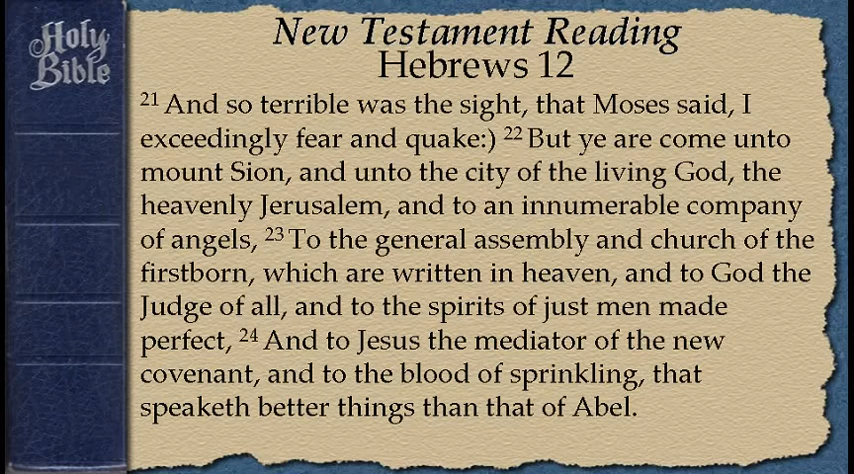 Holy
Bible
New Testament Reading
Hebrews 12
21 And so terrible was the sight, that Moses said, I
exceedingly fear and quake:) 22 But ye are come unto
mount Sion, and unto the city of the living God, the
heavenly Jerusalem, and to an innumerable company
of angels, 23 To the general assembly and church of the
firstborn, which are written in heaven, and to God the
Judge of all, and to the spirits of just men made
perfect, 24 And to Jesus the mediator of the new
covenant, and to the blood of sprinkling, that
speaketh better things than that of Abel.